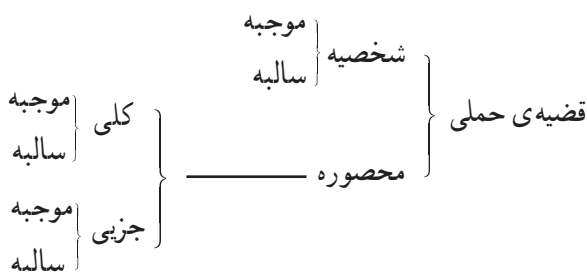 قضیه‌ی حملی
شخصیه
موجبه
سالبه
محصوره
کلی
موجبه
سالبه
جزیی
موجبه
سالبه